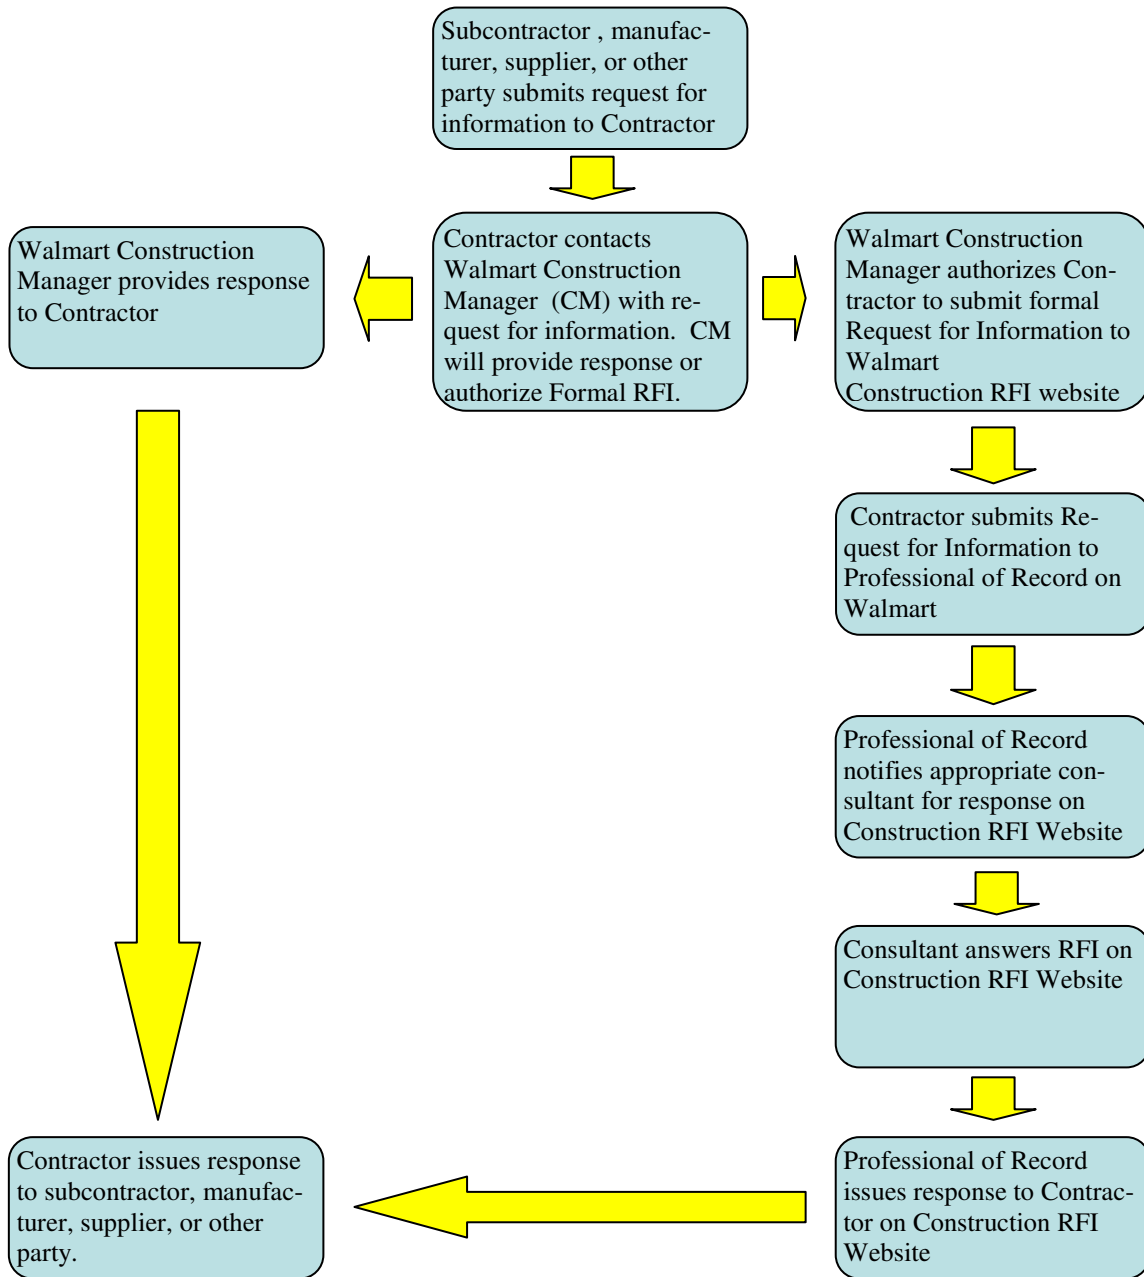 Subcontractor , manufac-
turer, supplier, or other
party submits request for
information to Contractor
Walmart Construction
Manager provides response
to Contractor
Contractor contacts
Walmart Construction
Manager (CM) with re-
quest for information. CM
will provide response or
authorize Formal RFI.
Walmart Construction
Manager authorizes Con-
tractor to submit formal
Request for Information to
Walmart
Construction RFI website
Contractor submits Re-
quest for Information to
Professional of Record on
Walmart
Professional of Record
notifies appropriate con-
sultant for response on
Construction RFI Website
Consultant answers RFI on
Construction RFI Website
Professional of Record
issues response to Contrac-
tor on Construction RFI
Website
Contractor issues response
to subcontractor, manufac-
turer, supplier, or other
party.